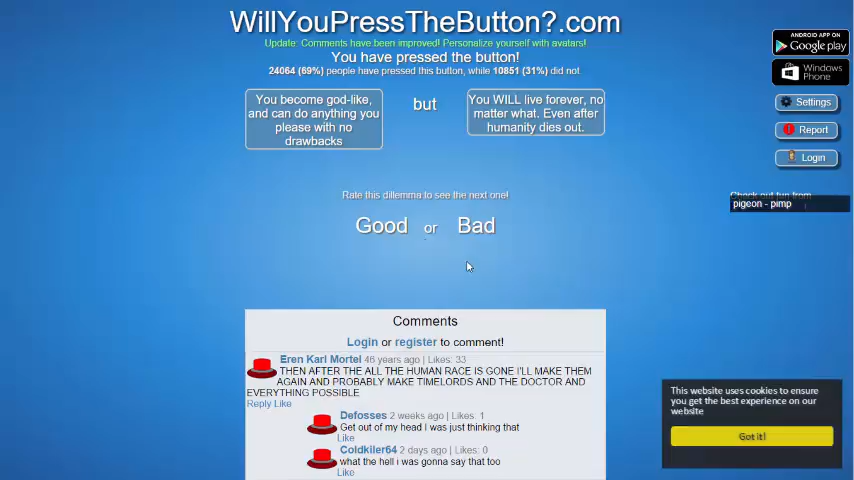 WillYouPressTheButton?.com
Update: Comments have been improved! Personalize yourself with avatars!
You have pressed the button!
24064 (69%) people have pressed this button, while 10851 (31%) did not.
You become god-like,
and can do anything you
please with no
drawbacks
but
You WILL live forever, no
matter what. Even after
humanity dies out.
ANDROID APP ON
Google play
Windows
Phone
Settings
Report
Login
Check out fun from
pigeon - pimp
Rate this dilemma to see the next one!
Good or Bad
Comments
Login or register to comment!
Eren Karl Mortel 46 years ago | Likes: 33
THEN AFTER THE ALL THE HUMAN RACE IS GONE I'LL MAKE THEM
AGAIN AND PROBABLY MAKE TIMELORDS AND THE DOCTOR AND
EVERYTHING POSSIBLE
Reply Like
Defosses 2 weeks ago | Likes: 1
Get out of my head I was just thinking that
Like
Coldkiler64 2 days ago | Likes: 0
what the hell i was gonna say that too
Like
This website uses cookies to ensure
you get the best experience on our
website
Got it!